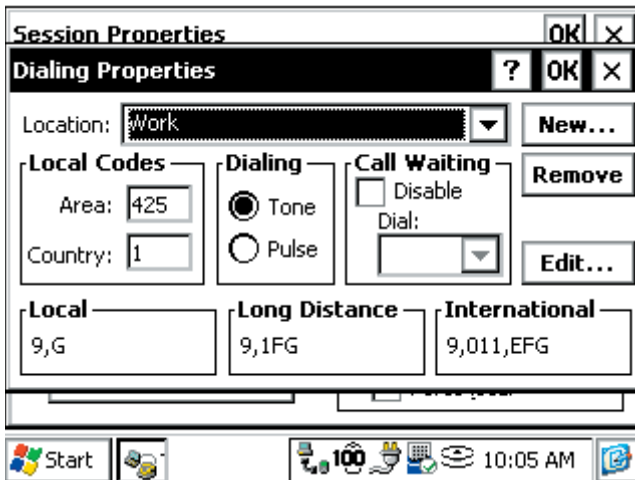 Session Properties OK ×
Dialing Properties ? OK ×
Location: Work New...
Local Codes Dialing Call Waiting Remove
Area: 425 Tone Disable
Dial:
Country: 1 Pulse Edit...
Local Long Distance International
9,G 9,1FG 9,011,EFG
Start 100 10:05 AM